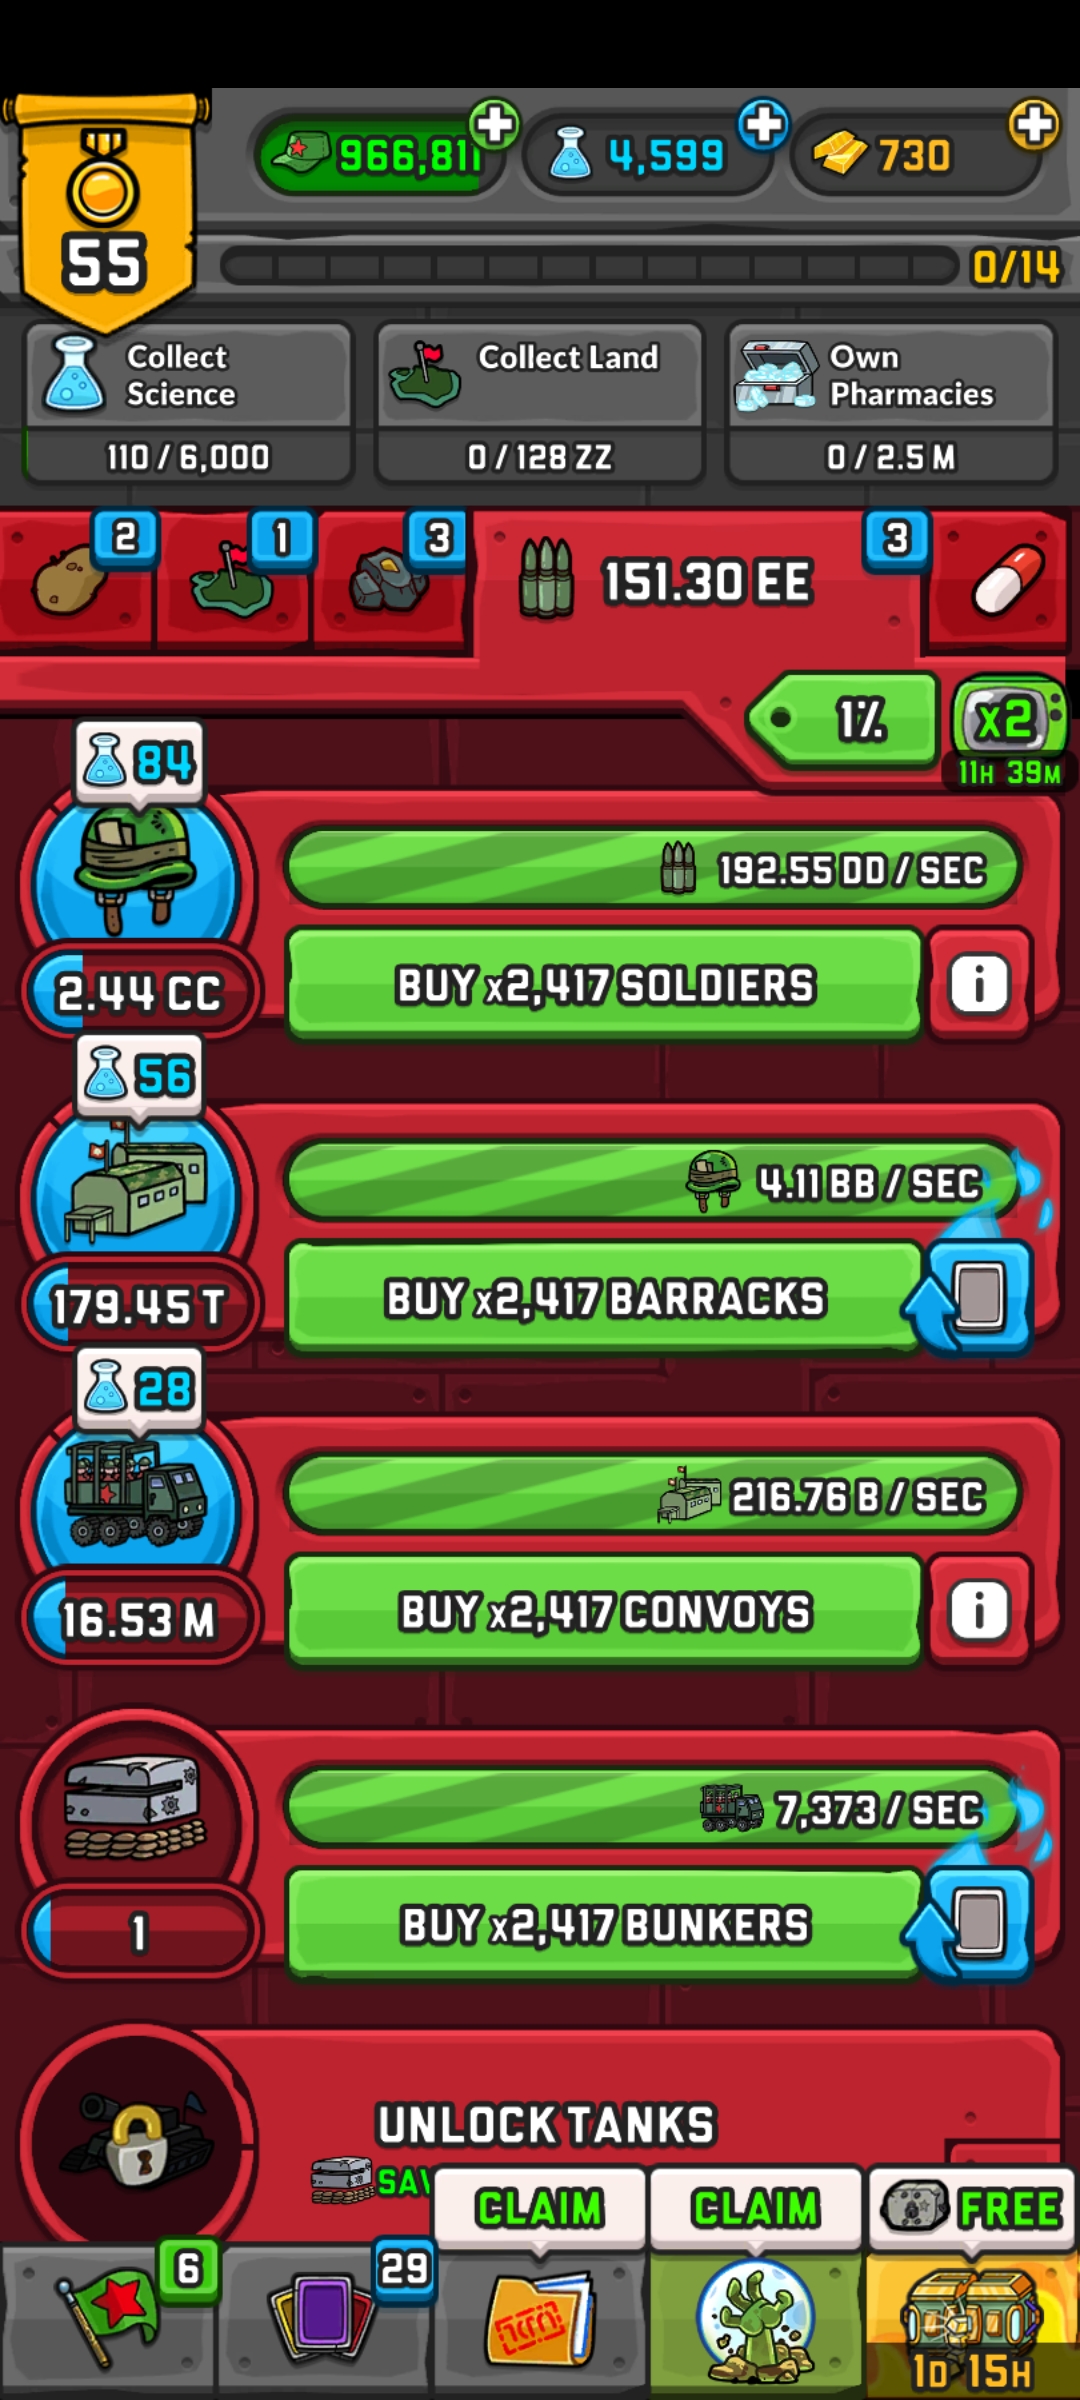 966,811
4,599
730
55
0/14
Collect
Science
110 / 6,000
Collect Land
0 / 128 ZZ
Own
Pharmacies
0 / 2.5 M
2
1
3
151.30 EE
3
1%
x2
11H 39M
84
192.55 DD / SEC
2.44 CC
BUY x2,417 SOLDIERS
i
56
4.11 BB / SEC
179.45 T
BUY x2,417 BARRACKS
28
216.76 B / SEC
16.53 M
BUY x2,417 CONVOYS
i
7,373 / SEC
1
BUY x2,417 BUNKERS
UNLOCK TANKS
CLAIM
CLAIM
FREE
6
29
1D 15H